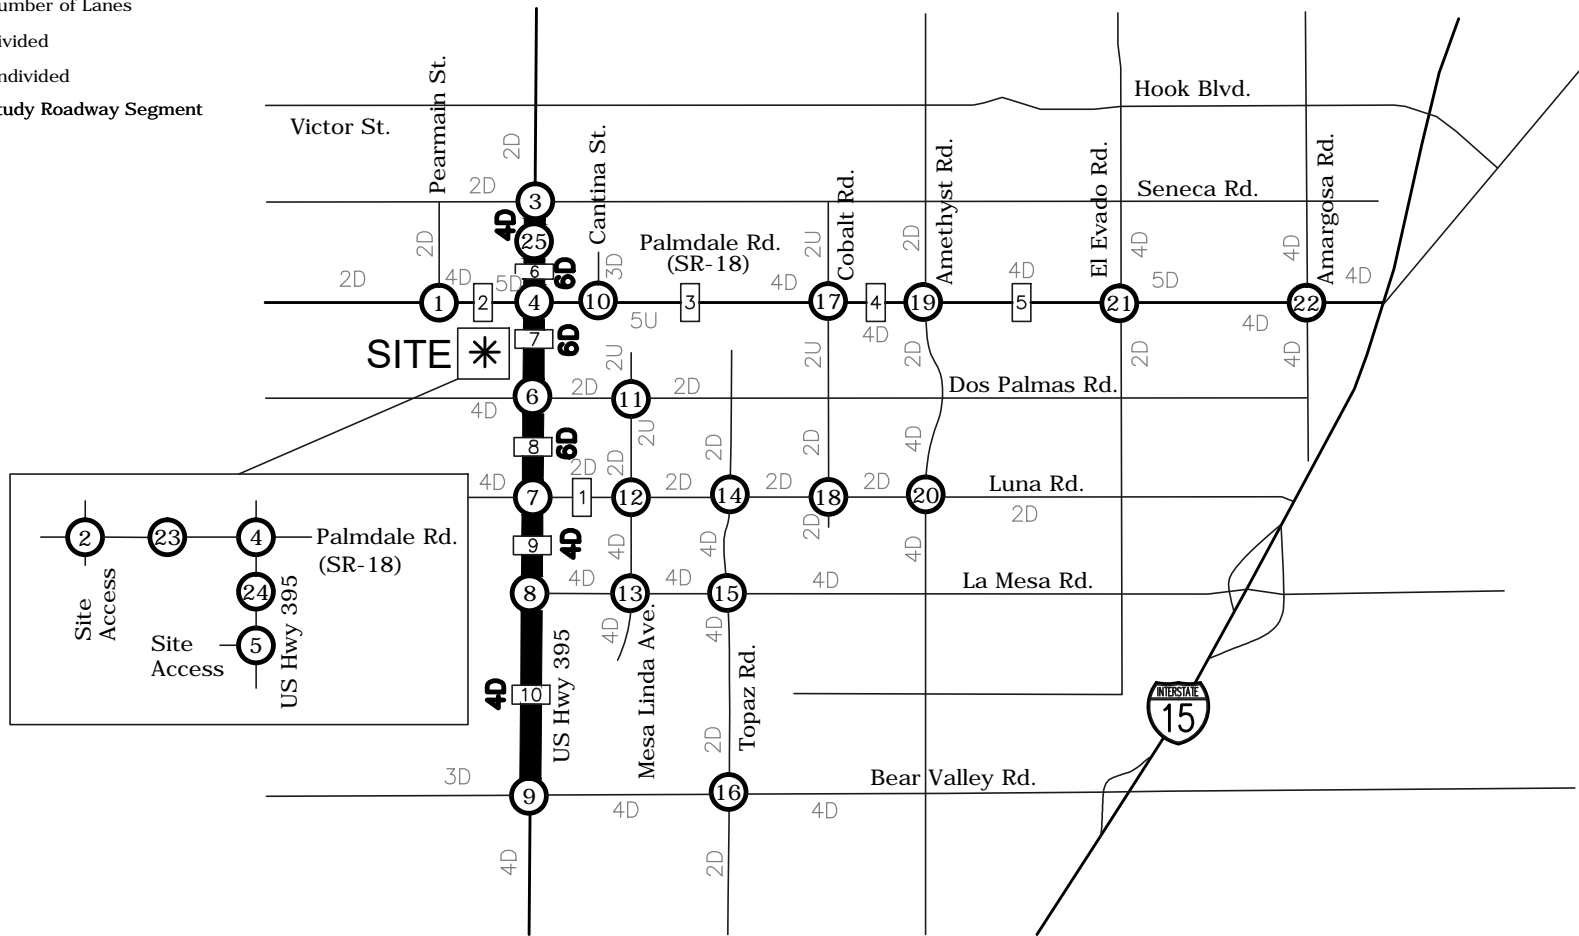 umber of Lanes
ivided
ndivided
tudy Roadway Segment
Hook Blvd.
Victor St.
Pearmain St.
2D
Cantina St.
Cobalt Rd.
Amethyst Rd.
El Evado Rd.
Amargosa Rd.
2D
3
Seneca Rd.
4D
25
2D
Palmdale Rd.
(SR-18)
2U
2D
4D
4D
6
6D
3D
2D
4D
5D
4D
4D
5D
4D
1
2
4
10
3
17
4
19
5
21
22
5U
4D
4D
SITE
7
6D
2U
2U
2D
2D
4D
Dos Palmas Rd.
6
2D
11
2D
4D
8
6D
2U
2D
2D
2D
4D
4D
2D
2D
2D
2D
Luna Rd.
7
1
12
14
18
20
2D
2D
9
4D
4D
4D
4D
8
4D
13
4D
15
4D
La Mesa Rd.
2
23
4
Palmdale Rd.
(SR-18)
Site
Access
24
Site
Access
5
US Hwy 395
4D
10
US Hwy 395
4D
Mesa Linda Ave.
4D
Topaz Rd.
2D
INTERSTATE
15
3D
Bear Valley Rd.
9
4D
16
4D
4D
2D